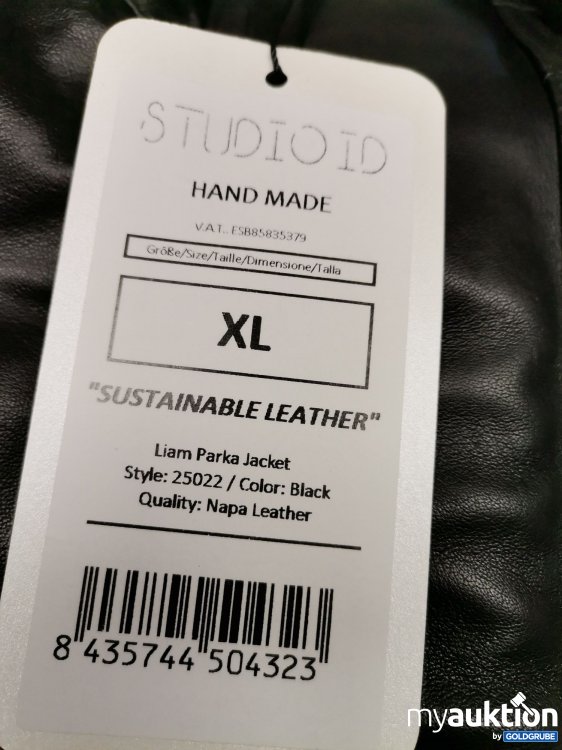 STUDIO ID
HAND MADE
V.A.T.. ESB85835379
Größe/Size/Taille/Dimensione/Talla
XL
"SUSTAINABLE LEATHER"
Liam Parka Jacket
Style: 25022 / Color: Black
Quality: Napa Leather
8 435744 504323
myauktion
by GOLDGRUBE